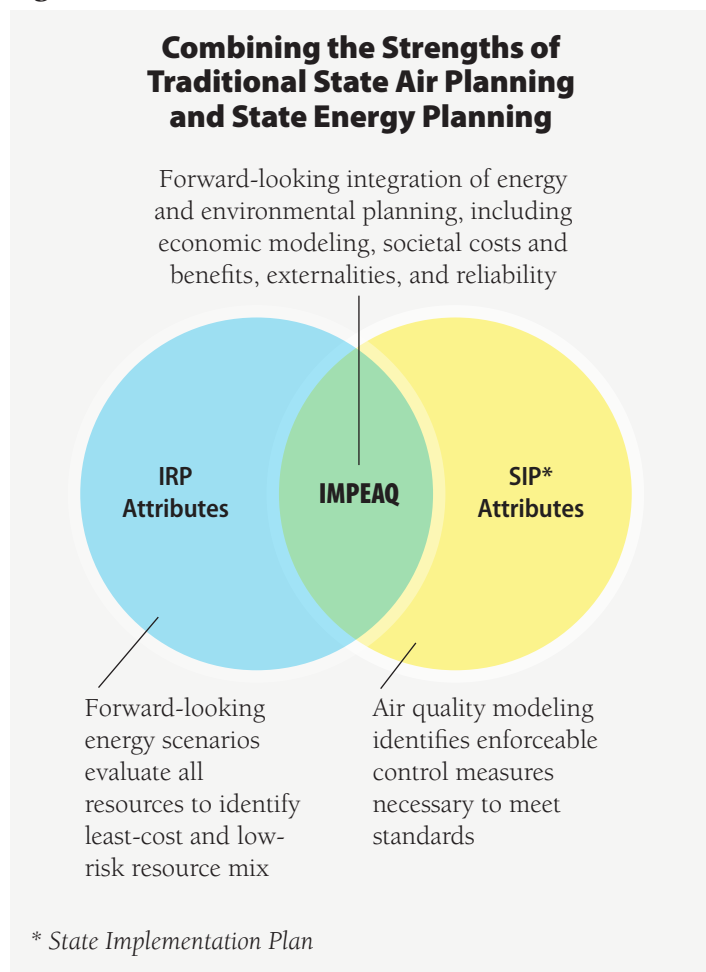 Combining the Strengths of
Traditional State Air Planning
and State Energy Planning
Forward-looking integration of energy
and environmental planning, including
economic modeling, societal costs and
benefits, externalities, and reliability
IRP
Attributes
IMPEAQ
SIP*
Attributes
Forward-looking
energy scenarios
evaluate all
resources to identify
least-cost and low-
risk resource mix
Air quality modeling
identifies enforceable
control measures
necessary to meet
standards
* State Implementation Plan